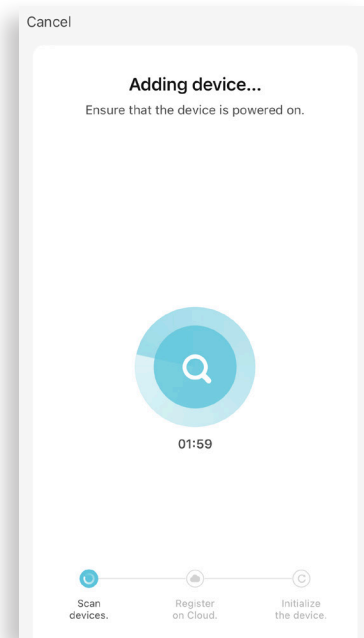 Cancel
Adding device...
Ensure that the device is powered on.
01:59
Scan
devices.
Register
on Cloud.
Initialize
the device.